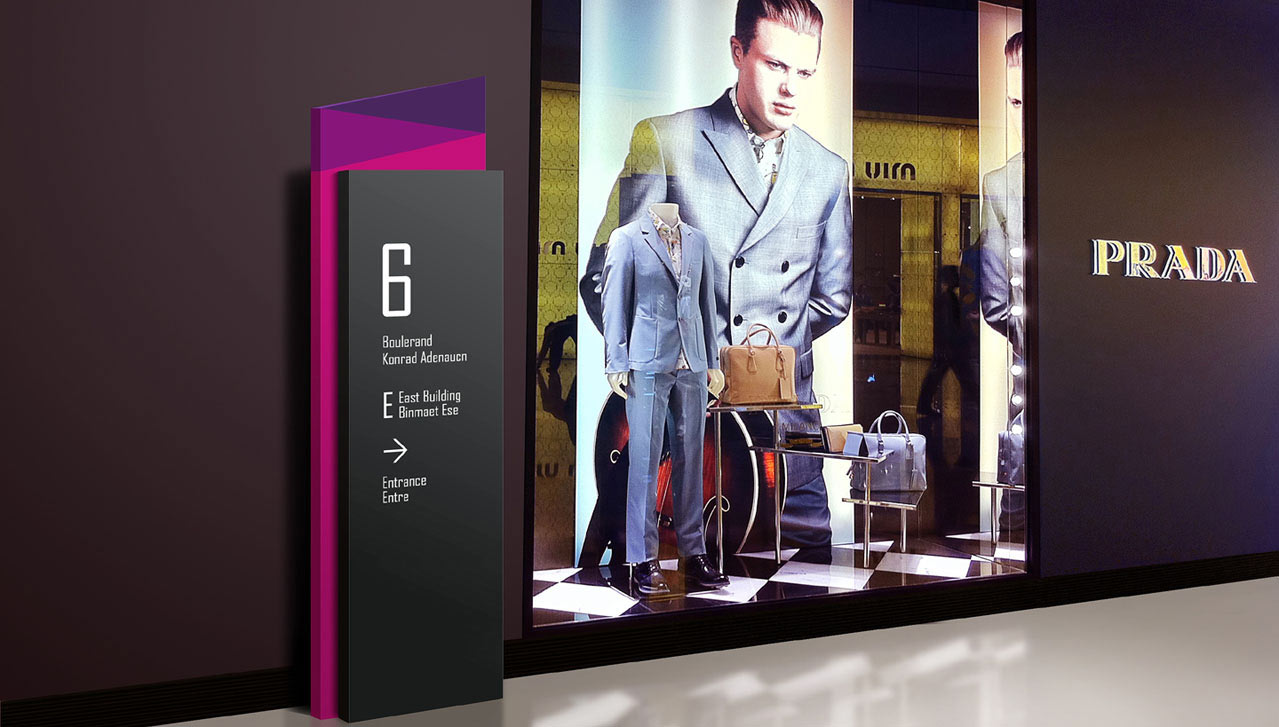 6
Boulerand
Konrad Adenaucn
E East Building
Binmaet Ese
Entrance
Entre
PRADA